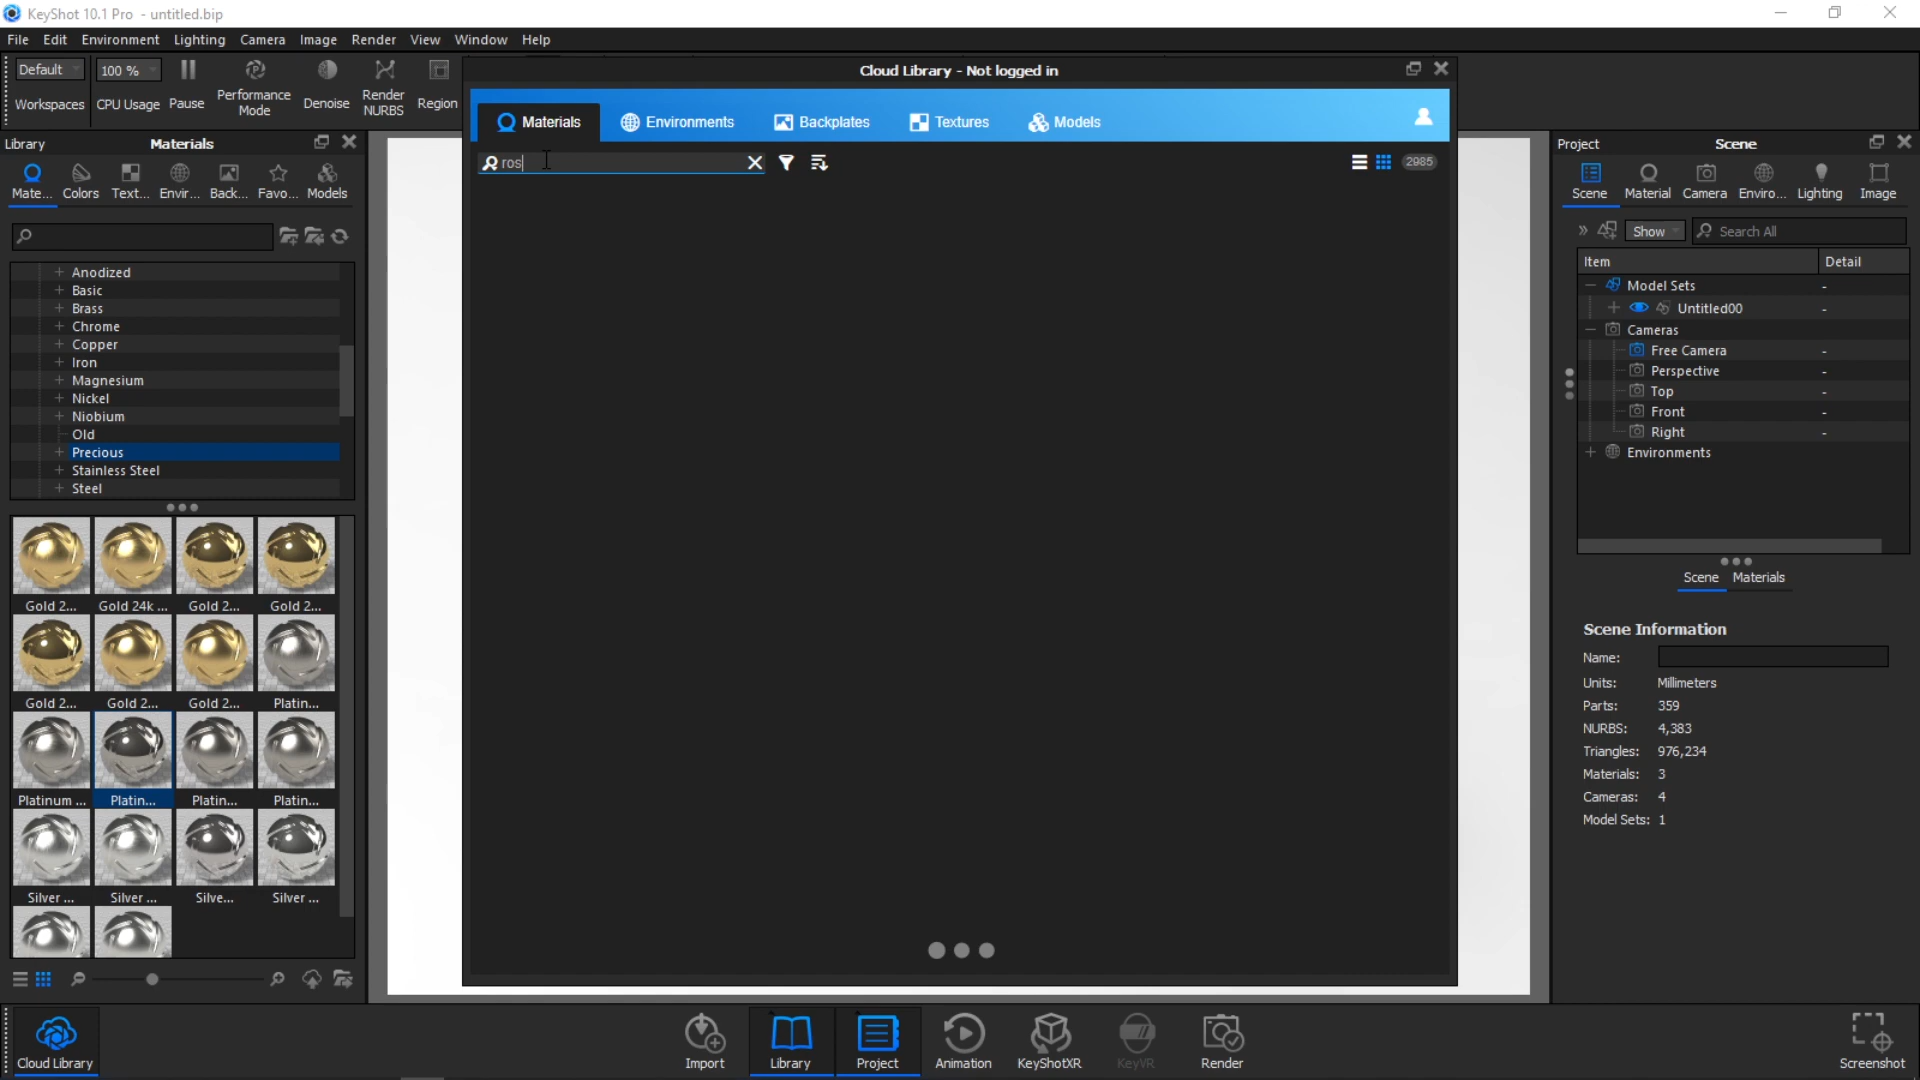 KeyShot 10.1 Pro - untitled.bip
File Edit Environment Lighting Camera Image Render View Window Help
Default 100 %
Workspaces CPU Usage Pause Performance Mode Denoise Render NURBS Region
Cloud Library - Not logged in
Materials Environments Backplates Textures Models
ros
2985
Library Materials
Mate... Colors Text... Envir... Back... Favo... Models
Anodized
Basic
Brass
Chrome
Copper
Iron
Magnesium
Nickel
Niobium
Old
Precious
Stainless Steel
Steel
Gold 2... Gold 24k ... Gold 2... Gold 2...
Gold 2... Gold 2... Gold 2... Platin...
Platinum ... Platin... Platin... Platin...
Silver ... Silver ... Silve... Silver ...
Project Scene
Scene Material Camera Enviro... Lighting Image
Show Search All
Item Detail
Model Sets -
Untitled00 -
Cameras
Free Camera -
Perspective -
Top -
Front -
Right -
Environments
Scene Materials
Scene Information
Name:
Units: Millimeters
Parts: 359
NURBS: 4,383
Triangles: 976,234
Materials: 3
Cameras: 4
Model Sets: 1
Cloud Library Import Library Project Animation KeyShotXR KeyVR Render Screenshot